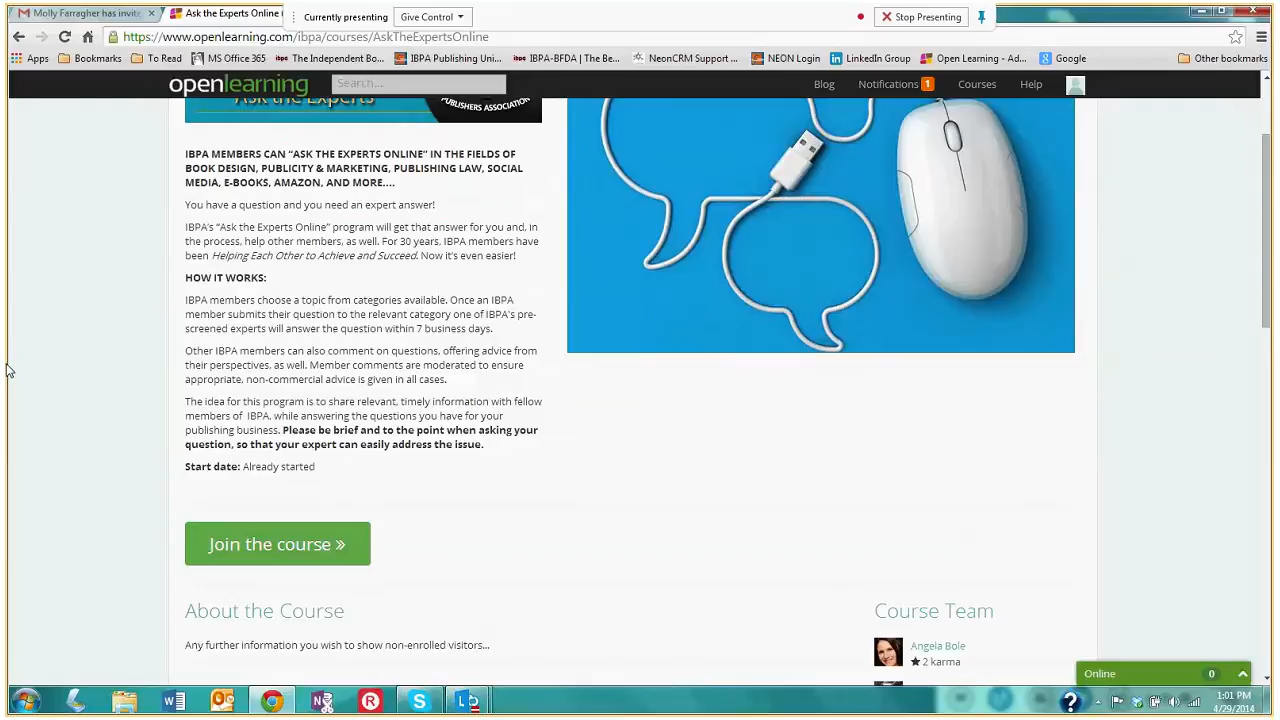 Molly Farragher has invite
Ask the Experts Online
Currently presenting
Give Control
Stop Presenting
https://www.openlearning.com/ibpa/courses/AskTheExpertsOnline
Apps
Bookmarks
To Read
MS Office 365
The Independent Bo...
IBPA Publishing Uni...
IBPA-BFDA | The Be...
NeonCRM Support ...
NEON Login
LinkedIn Group
Open Learning - Ad...
Google
Other bookmarks
openlearning
Search...
Blog
Notifications 1
Courses
Help
Ask the Experts
PUBLISHERS ASSOCIATION
IBPA MEMBERS CAN “ASK THE EXPERTS ONLINE” IN THE FIELDS OF
BOOK DESIGN, PUBLICITY & MARKETING, PUBLISHING LAW, SOCIAL
MEDIA, E-BOOKS, AMAZON, AND MORE....
You have a question and you need an expert answer!
IBPA’s “Ask the Experts Online” program will get that answer for you and, in
the process, help other members, as well. For 30 years, IBPA members have
been Helping Each Other to Achieve and Succeed. Now it’s even easier!
HOW IT WORKS:
IBPA members choose a topic from categories available. Once an IBPA
member submits their question to the relevant category one of IBPA's pre-
screened experts will answer the question within 7 business days.
Other IBPA members can also comment on questions, offering advice from
their perspectives, as well. Member comments are moderated to ensure
appropriate, non-commercial advice is given in all cases.
The idea for this program is to share relevant, timely information with fellow
members of IBPA, while answering the questions you have for your
publishing business. Please be brief and to the point when asking your
question, so that your expert can easily address the issue.
Start date: Already started
Join the course »
About the Course
Course Team
Any further information you wish to show non-enrolled visitors...
Angela Bole
2 karma
Online 0
1:01 PM
4/29/2014